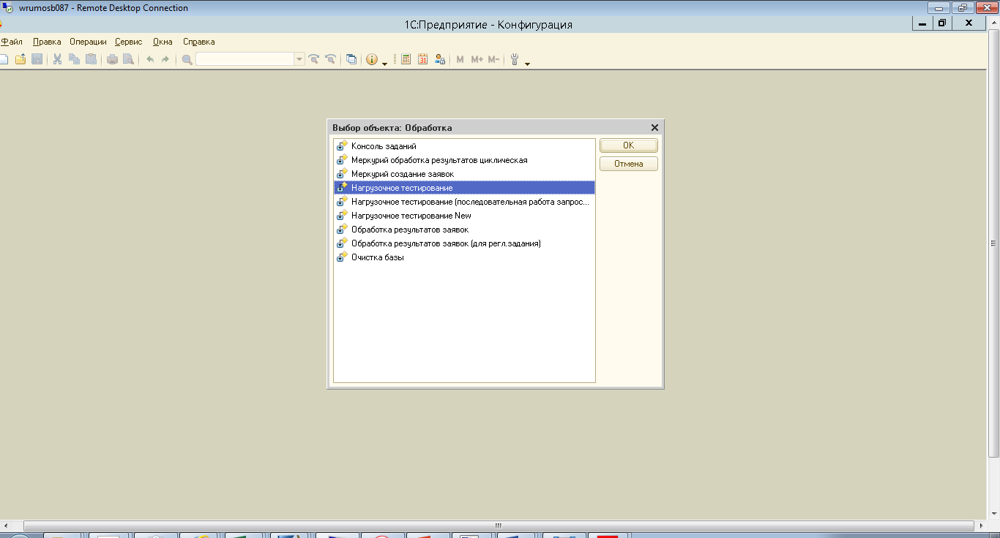 wrumosb087 - Remote Desktop Connection
1С:Предприятие - Конфигурация
Файл Правка Операции Сервис Окна Справка
31 M M+ M-
Выбор объекта: Обработка
Консоль заданий
Меркурий обработка результатов циклическая
Меркурий создание заявок
Нагрузочное тестирование
Нагрузочное тестирование (последовательная работа запрос...
Нагрузочное тестирование New
Обработка результатов заявок
Обработка результатов заявок (для регл.задания)
Очистка базы
OK
Отмена